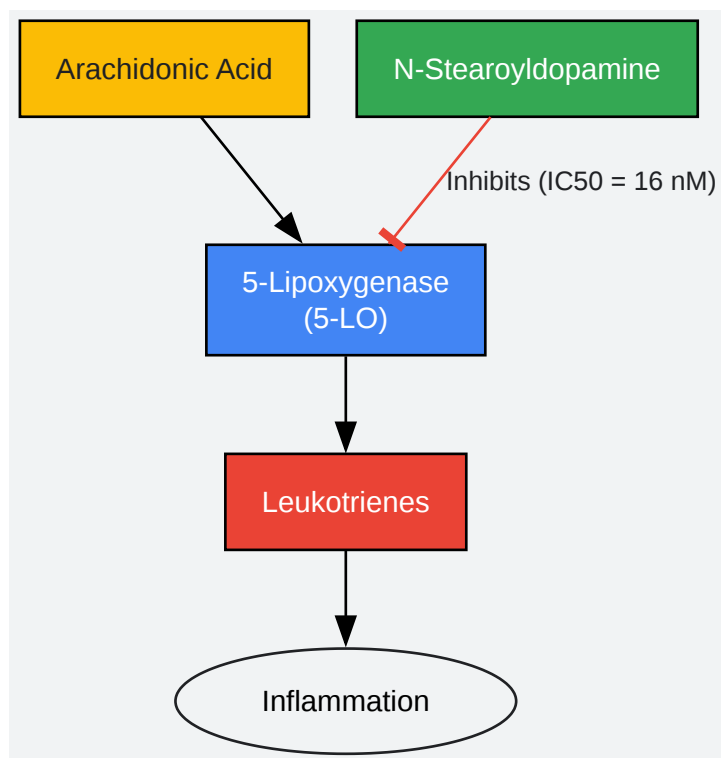 Arachidonic Acid
N-Stearoyldopamine
Inhibits (IC50 = 16 nM)
5-Lipoxygenase
(5-LO)
Leukotrienes
Inflammation